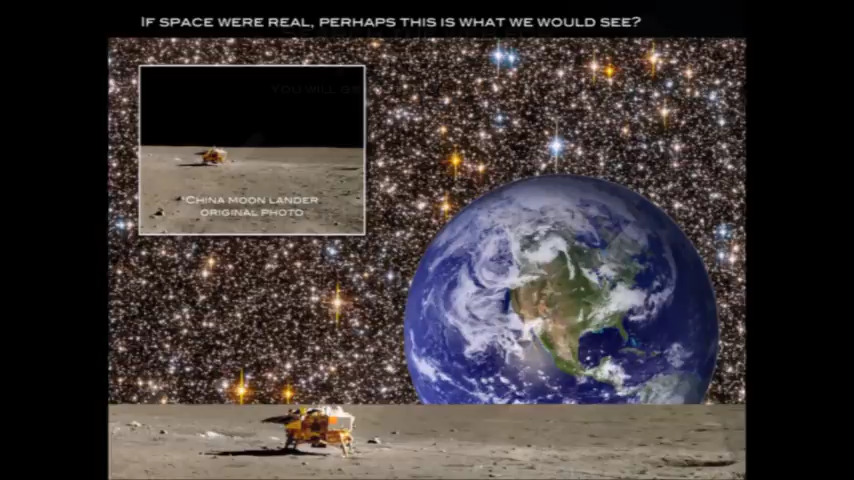 If space were real, perhaps this is what we would see?
China moon lander
original photo